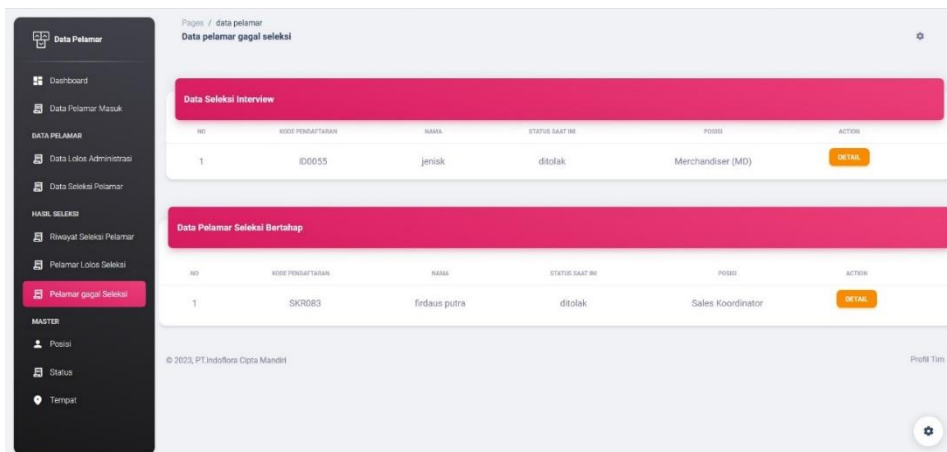 Data Pelamar
Dashboard
Data Pelamar Masuk
DATA PELAMAR
Data Lolos Administrasi
Data Seleksi Pelamar
HASIL SELEKSI
Riwayat Seleksi Pelamar
Pelamar Lolos Seleksi
Pelamar gagal Seleksi
MASTER
Posisi
Status
Tempat
Pages / data pelamar
Data pelamar gagal seleksi
Data Seleksi Interview
NO KODE PENDAFTARAN NAMA STATUS SAAT INI POSISI ACTION
1 ID0055 jenisk ditolak Merchandiser (MD) DETAIL
Data Pelamar Seleksi Bertahap
NO KODE PENDAFTARAN NAMA STATUS SAAT INI POSISI ACTION
1 SKR083 firdaus putra ditolak Sales Koordinator DETAIL
© 2023, PT.Indoflora Cipta Mandiri
Profil Tim